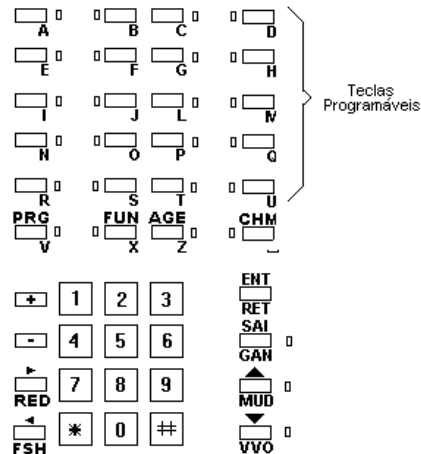 A B C D
E F G H
Teclas
Programáveis
I J L M
N O P Q
R S T U
PRG FUN AGE CHM
V X Z
ENT
+ 1 2 3
RET
SAI
- 4 5 6
GAN
7 8 9
RED MUD
* 0 #
FSH VVO